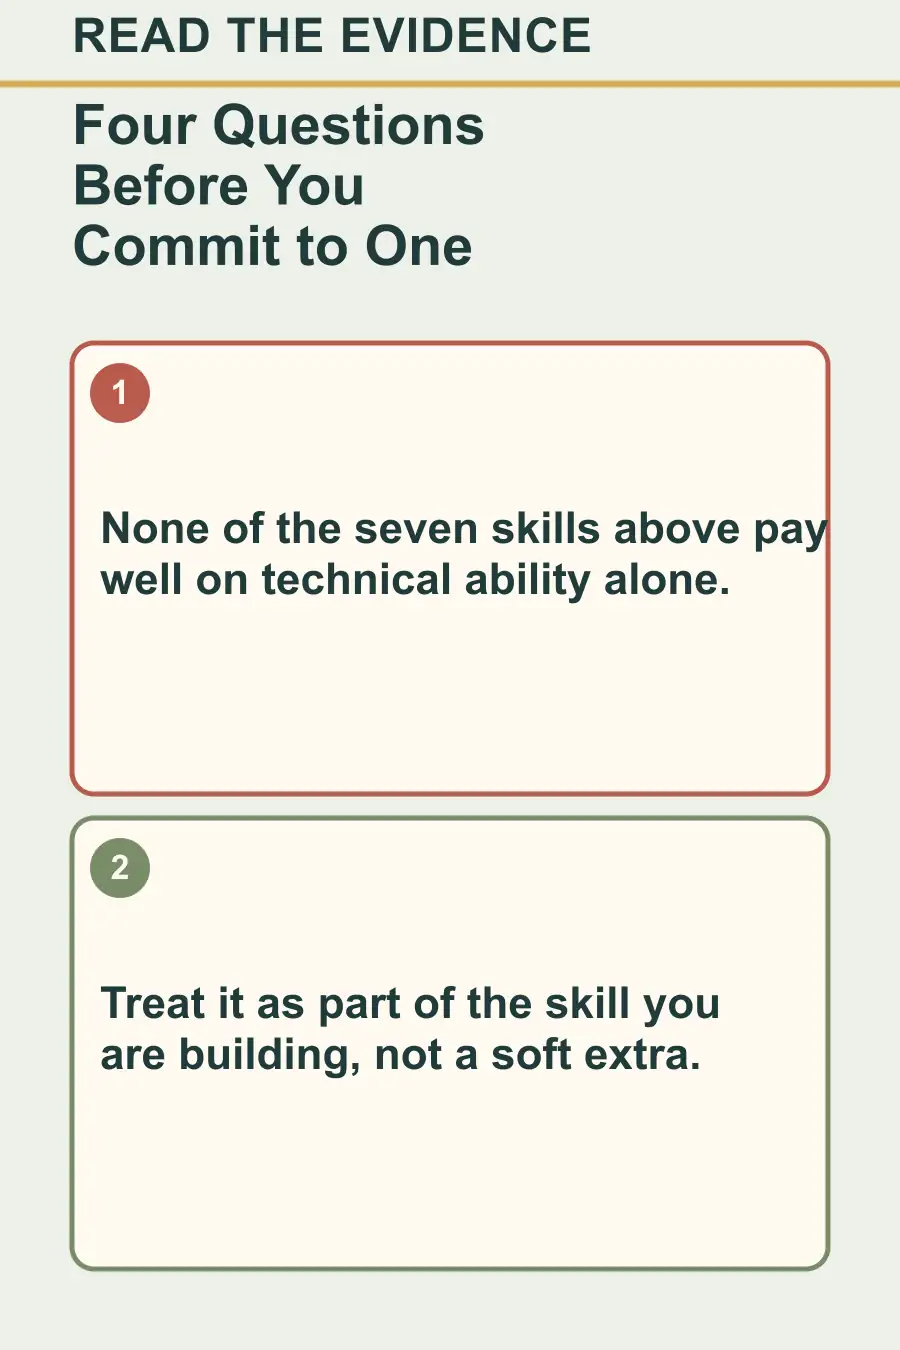 READ THE EVIDENCE
Four Questions
Before You
Commit to One
1
None of the seven skills above pay
well on technical ability alone.
2
Treat it as part of the skill you
are building, not a soft extra.